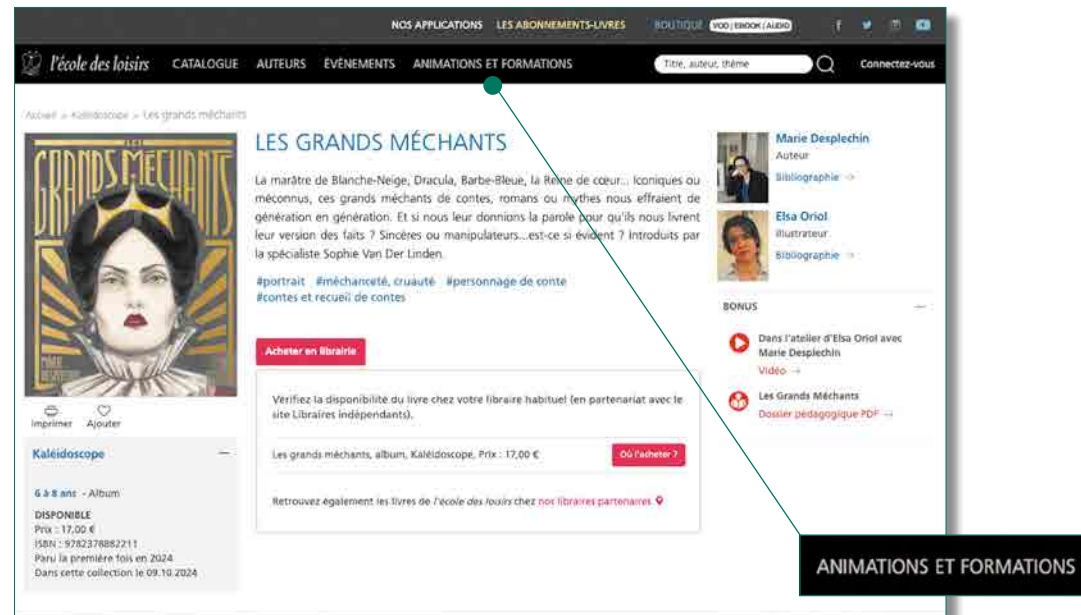 NOS APPLICATIONS LES ABONNEMENTS-LIVRES BOUTIQUE VOD | EBOOK | AUDIO
l'école des loisirs CATALOGUE AUTEURS ÉVÉNEMENTS ANIMATIONS ET FORMATIONS Titre, auteur, thème Connectez-vous
Accueil » Kaléidoscope » Les grands méchants
GRANDS MÉCHANTS
LES GRANDS MÉCHANTS
La marâtre de Blanche-Neige, Dracula, Barbe-Bleue, la Reine de cœur... Iconiques ou
méconnus, ces grands méchants de contes, romans ou mythes nous effraient de
génération en génération. Et si nous leur donnions la parole pour qu'ils nous livrent
leur version des faits ? Sincères ou manipulateurs...est-ce si évident ? Introduits par
la spécialiste Sophie Van Der Linden.
#portrait #méchanceté, cruauté #personnage de conte
#contes et recueil de contes
Acheter en librairie
Vérifiez la disponibilité du livre chez votre libraire habituel (en partenariat avec le
site Libraires indépendants).
Les grands méchants, album, Kaléidoscope, Prix : 17,00 € Où l'acheter ?
Retrouvez également les livres de l'école des loisirs chez nos libraires partenaires
Imprimer Ajouter
Kaléidoscope
6 à 8 ans - Album
DISPONIBLE
Prix : 17,00 €
ISBN : 9782378882211
Paru la première fois en 2024
Dans cette collection le 09.10.2024
Marie Desplechin
Auteur
Bibliographie →
Elsa Oriol
Illustrateur
Bibliographie →
BONUS
Dans l'atelier d'Elsa Oriol avec
Marie Desplechin
Vidéo →
Les Grands Méchants
Dossier pédagogique PDF →
ANIMATIONS ET FORMATIONS